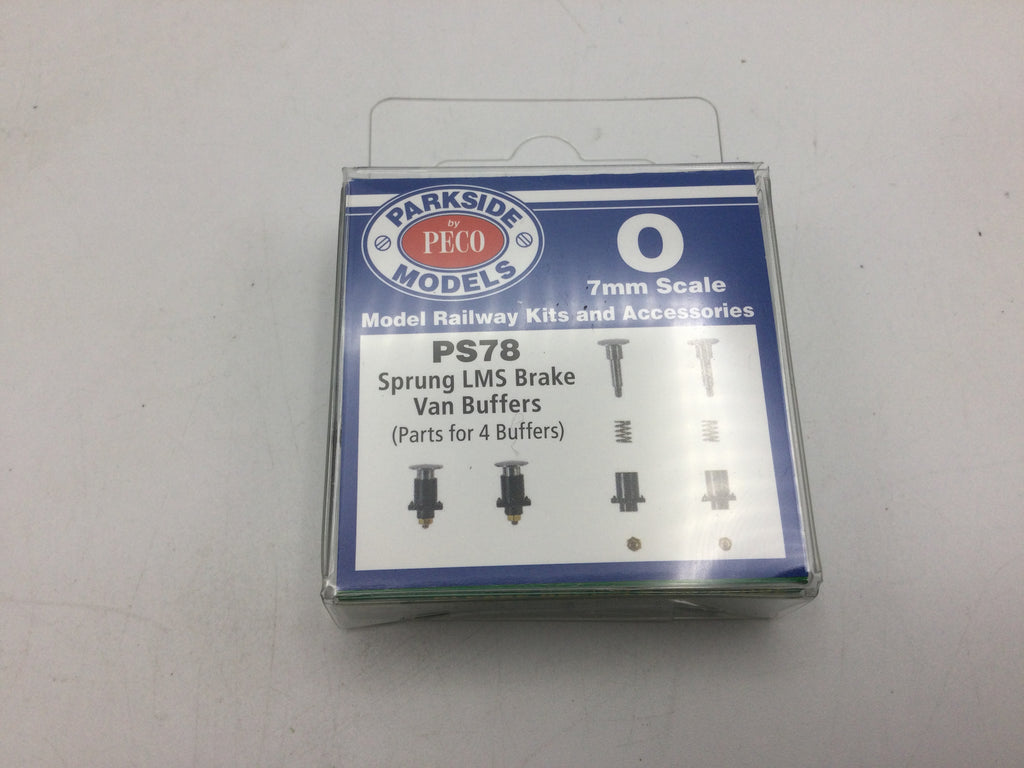 PARKSIDE
by
PECO
MODELS
O
7mm Scale
Model Railway Kits and Accessories
PS78
Sprung LMS Brake
Van Buffers
(Parts for 4 Buffers)